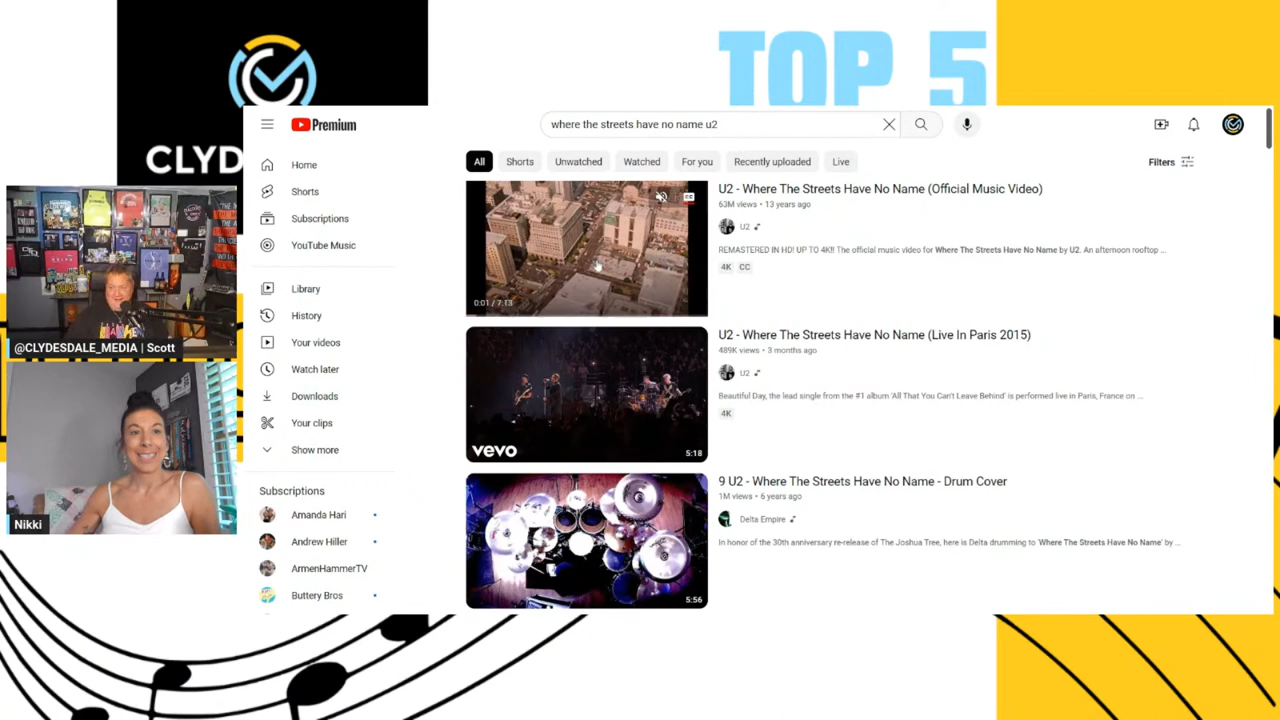 TOP 5
CLYD
Premium
where the streets have no name u2
Home
Shorts
Subscriptions
YouTube Music
Library
History
Your videos
Watch later
Downloads
Your clips
Show more
Subscriptions
Amanda Hari
Andrew Hiller
ArmenHammerTV
Buttery Bros
All
Shorts
Unwatched
Watched
For you
Recently uploaded
Live
Filters
CC
0:01 / 7:13
U2 - Where The Streets Have No Name (Official Music Video)
63M views • 13 years ago
U2
REMASTERED IN HD! UP TO 4K!! The official music video for Where The Streets Have No Name by U2. An afternoon rooftop ...
4K CC
vevo
5:18
U2 - Where The Streets Have No Name (Live In Paris 2015)
489K views • 3 months ago
U2
Beautiful Day, the lead single from the #1 album 'All That You Can't Leave Behind' is performed live in Paris, France on ...
4K
5:56
9 U2 - Where The Streets Have No Name - Drum Cover
1M views • 6 years ago
Delta Empire
In honor of the 30th anniversary re-release of The Joshua Tree, here is Delta drumming to 'Where The Streets Have No Name' by ...
@CLYDESDALE_MEDIA | Scott
Nikki